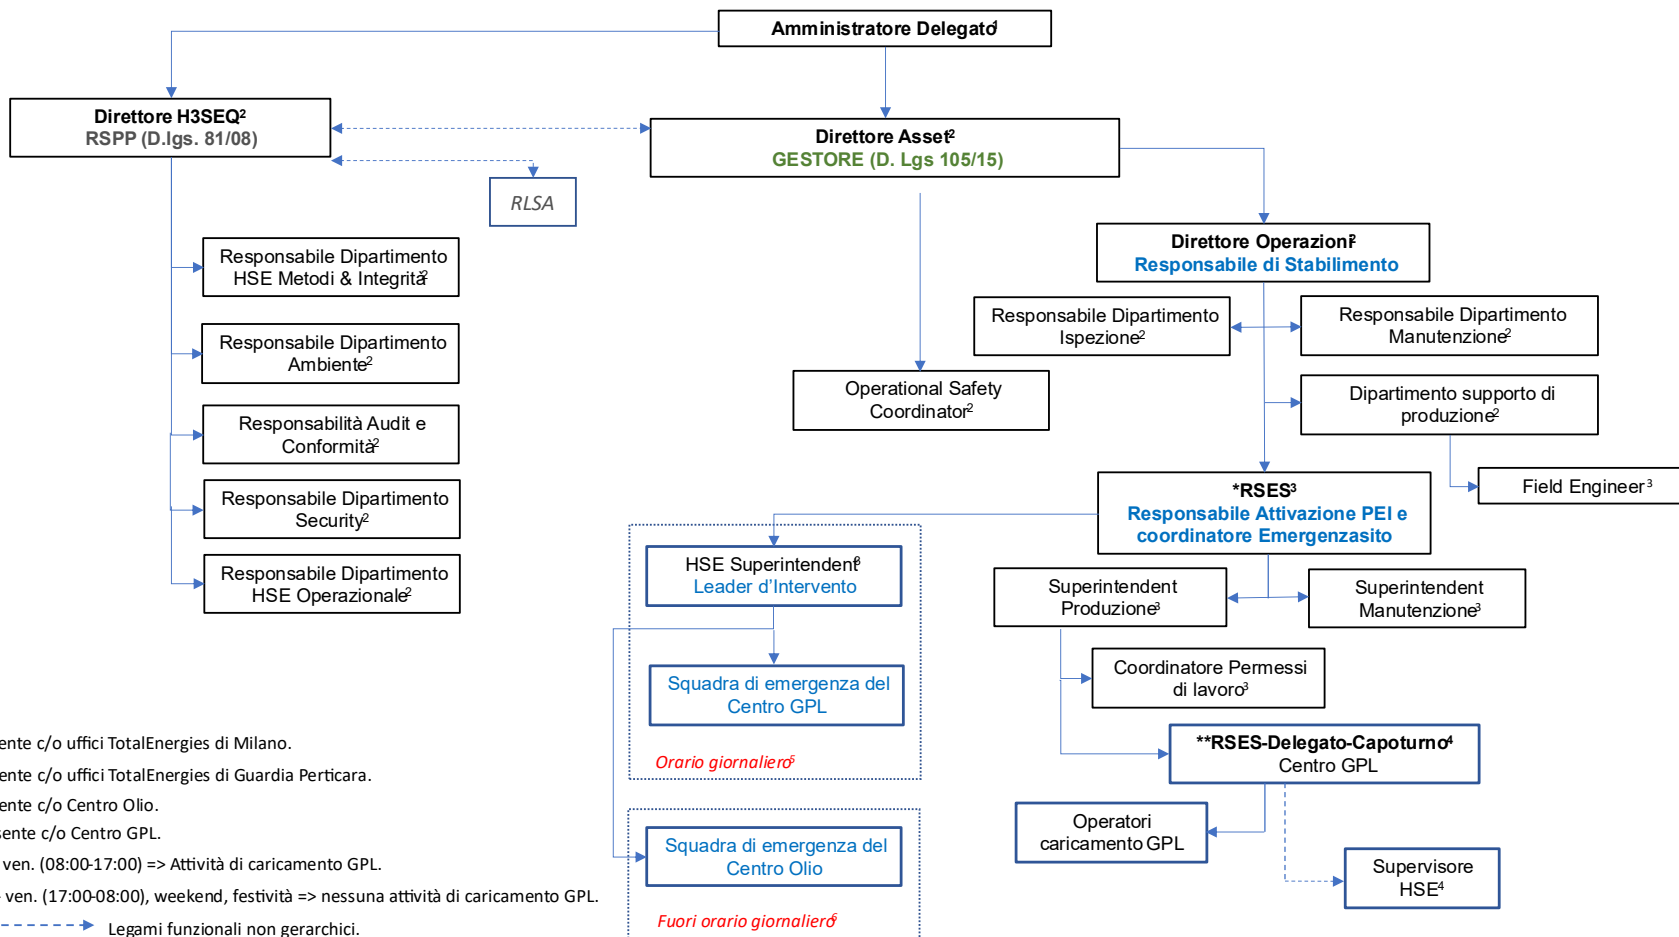 Amministratore Delegato¹
Direttore H3SEQ²
RSPP (D.lgs. 81/08)
Direttore Asset²
GESTORE (D. Lgs 105/15)
RLSA
Direttore Operazioni²
Responsabile di Stabilimento
Responsabile Dipartimento
HSE Metodi & Integrità²
Responsabile Dipartimento
Ambiente²
Responsabilità Audit e
Conformità²
Responsabile Dipartimento
Security²
Responsabile Dipartimento
HSE Operazionale²
Operational Safety
Coordinator²
Responsabile Dipartimento
Ispezione²
Responsabile Dipartimento
Manutenzione²
Dipartimento supporto di
produzione²
Field Engineer³
*RSES³
Responsabile Attivazione PEI e
coordinatore Emergenzasito
HSE Superintendent³
Leader d'Intervento
Squadra di emergenza del
Centro GPL
Orario giornaliero⁵
Squadra di emergenza del
Centro Olio
Fuori orario giornaliero⁶
Superintendent
Produzione³
Superintendent
Manutenzione³
Coordinatore Permessi
di lavoro³
**RSES-Delegato-Capoturno⁴
Centro GPL
Operatori
caricamento GPL
Supervisore
HSE⁴
ente c/o uffici TotalEnergies di Milano.
ente c/o uffici TotalEnergies di Guardia Perticara.
ente c/o Centro Olio.
sente c/o Centro GPL.
ven. (08:00-17:00) => Attività di caricamento GPL.
ven. (17:00-08:00), weekend, festività => nessuna attività di caricamento GPL.
Legami funzionali non gerarchici.